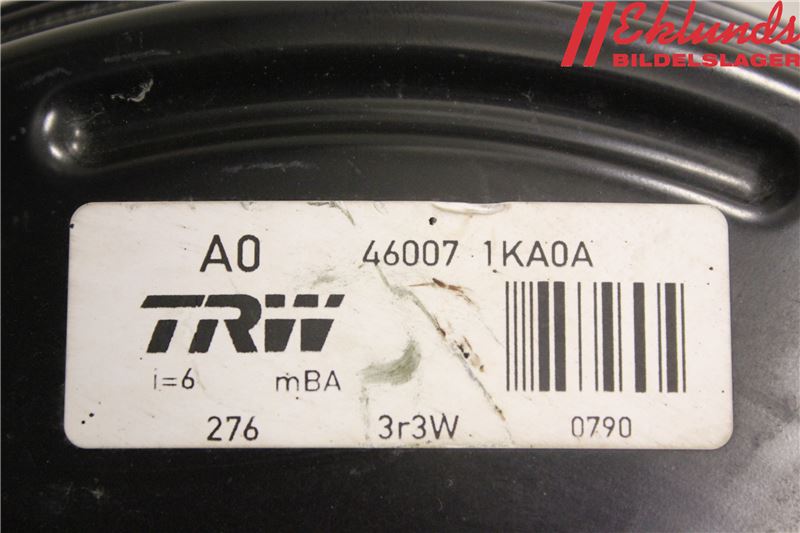 Eklunds
BILDELSLAGER
A0 46007 1KA0A
TRW
i=6 mBA
276 3r3W 0790